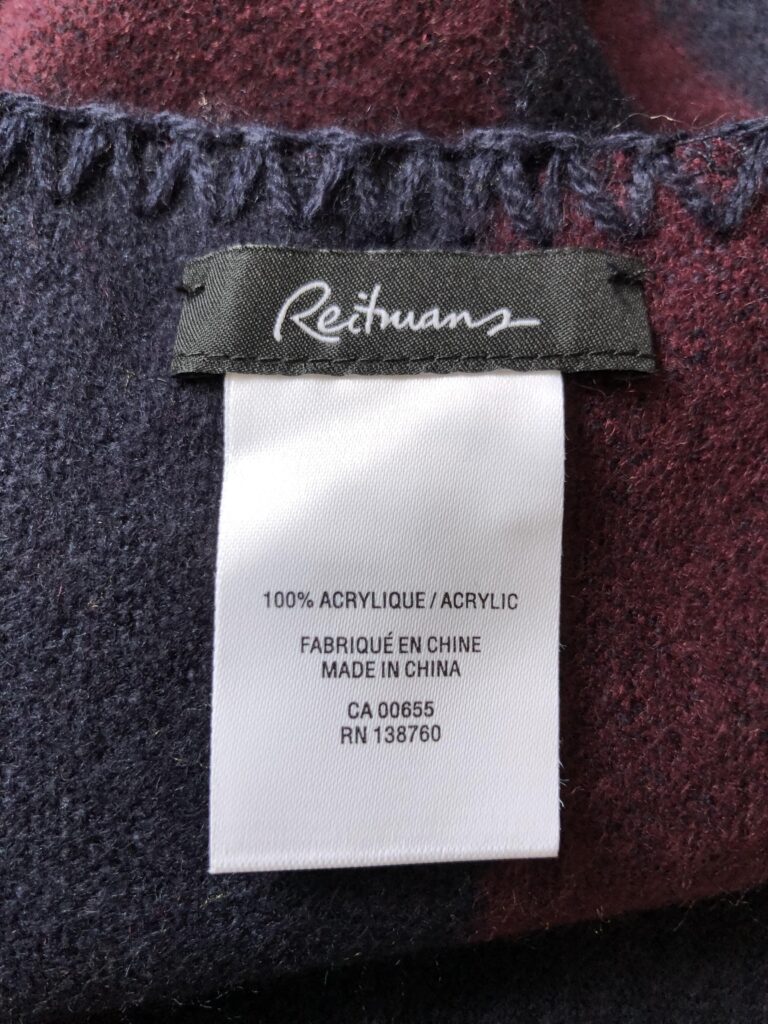 Reitmans
100% ACRYLIQUE / ACRYLIC
FABRIQUÉ EN CHINE
MADE IN CHINA
CA 00655
RN 138760